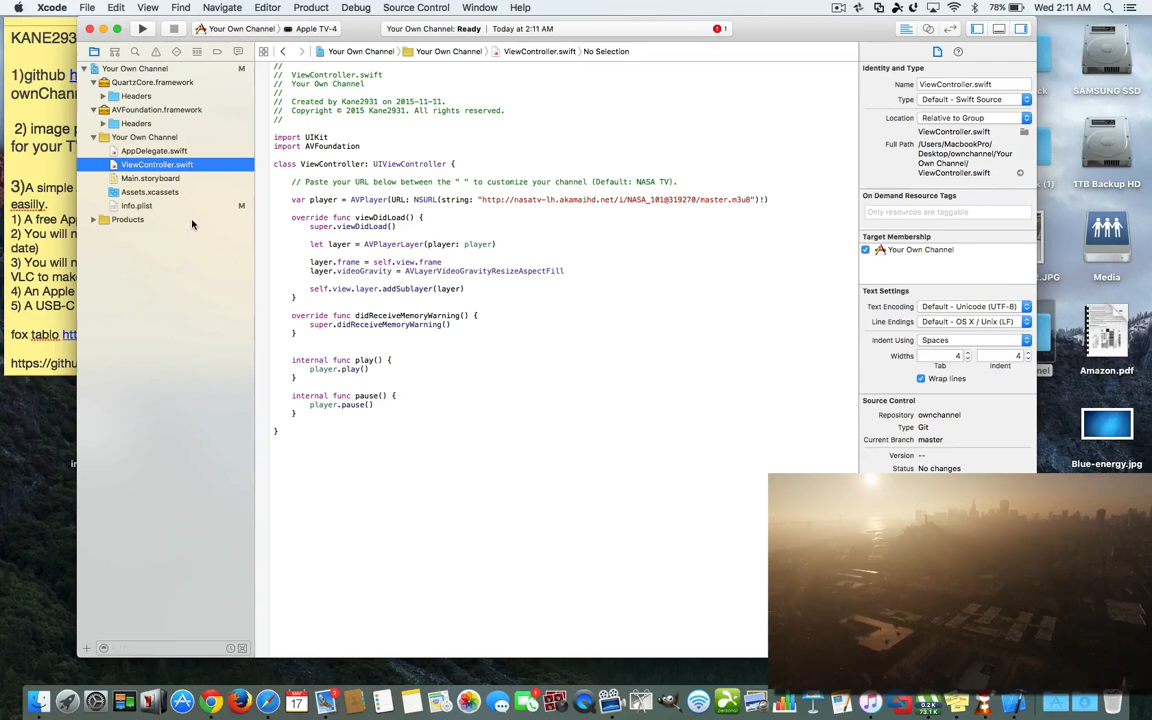 Xcode File Edit View Find Navigate Editor Product Debug Source Control Window Help 78% Wed 2:11 AM
Your Own Channel Apple TV-4 Your Own Channel: Ready Today at 2:11 AM 1
Your Own Channel Your Own Channel ViewController.swift No Selection
KANE293
1)github h
ownChan
2) image p
for your T
3)A simple
easilly.
1) A free Ap
2) You will n
date)
3) You will n
VLC to make
4) An Apple
5) A USB-C
fox tablo htt
https://githu
Your Own Channel M
QuartzCore.framework
Headers
AVFoundation.framework
Headers
Your Own Channel
AppDelegate.swift
ViewController.swift
Main.storyboard
Assets.xcassets
Info.plist M
Products
//
// ViewController.swift
// Your Own Channel
//
// Created by Kane2931 on 2015-11-11.
// Copyright © 2015 Kane2931. All rights reserved.
//
import UIKit
import AVFoundation
class ViewController: UIViewController {
// Paste your URL below between the " " to customize your channel (Default: NASA TV).
var player = AVPlayer(URL: NSURL(string: "http://nasatv-lh.akamaihd.net/i/NASA_101@319270/master.m3u8")!)
override func viewDidLoad() {
super.viewDidLoad()
let layer = AVPlayerLayer(player: player)
layer.frame = self.view.frame
layer.videoGravity = AVLayerVideoGravityResizeAspectFill
self.view.layer.addSublayer(layer)
}
override func didReceiveMemoryWarning() {
super.didReceiveMemoryWarning()
}
internal func play() {
player.play()
}
internal func pause() {
player.pause()
}
}
Identity and Type
Name ViewController.swift
Type Default - Swift Source
Location Relative to Group
ViewController.swift
Full Path /Users/MacbookPro/
Desktop/ownchannel/Your
Own Channel/
ViewController.swift
On Demand Resource Tags
Only resources are taggable
Target Membership
Your Own Channel
Text Settings
Text Encoding Default - Unicode (UTF-8)
Line Endings Default - OS X / Unix (LF)
Indent Using Spaces
Widths 4 4
Tab Indent
Wrap lines
Source Control
Repository ownchannel
Type Git
Current Branch master
Version --
Status No changes
SAMSUNG SSD
1TB Backup HD
Media
Amazon.pdf
Blue-energy.jpg
ck
k (1)
2.JPG
nel
in
MAY
17